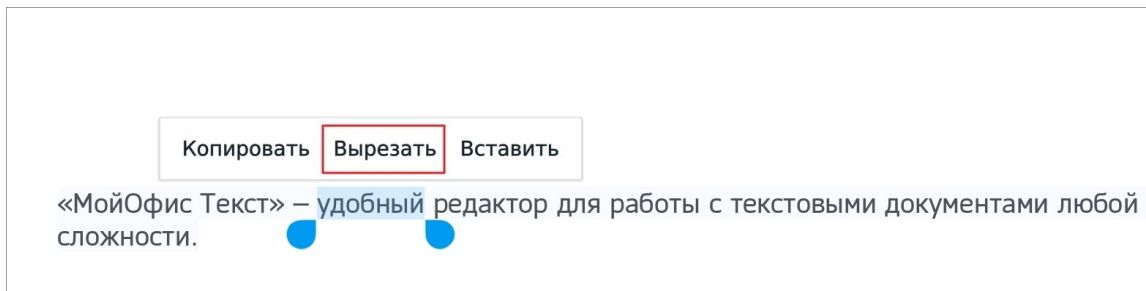 Копировать Вырезать Вставить
«МойОфис Текст» – удобный редактор для работы с текстовыми документами любой
сложности.